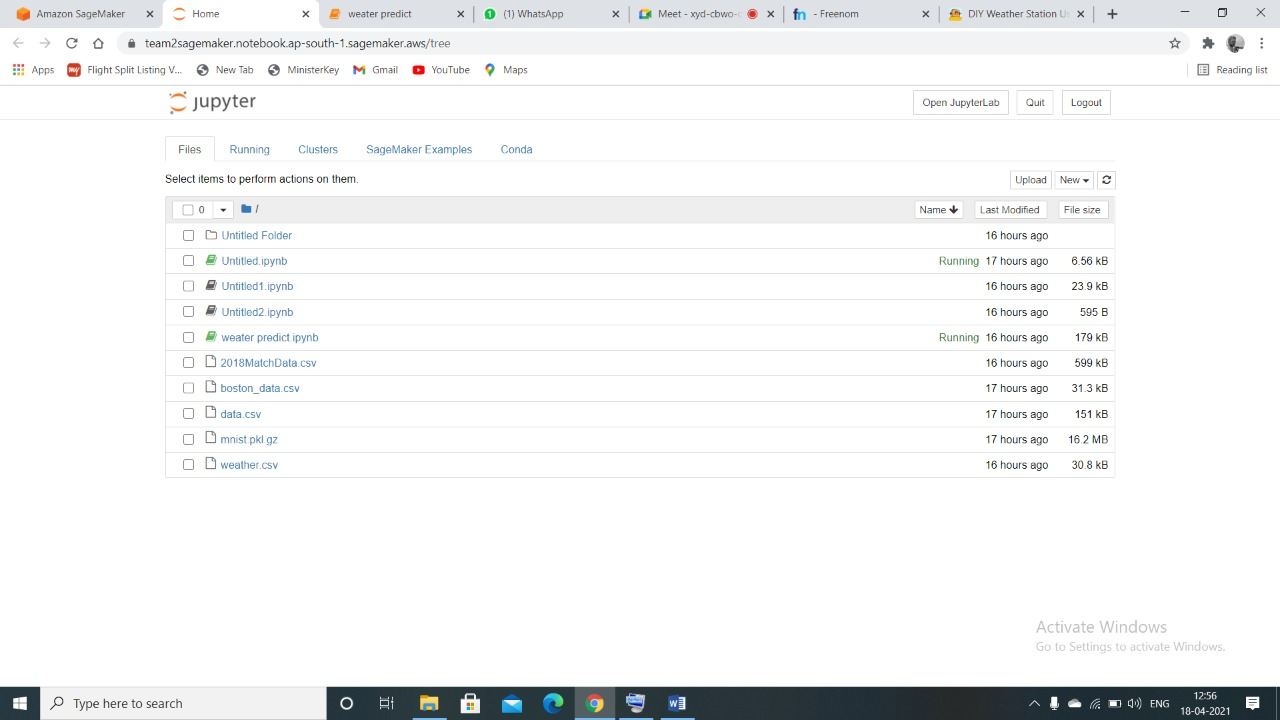 Amazon SageMaker
Home
weater predict
(1) WhatsApp
Meet - xyd-cbwo-
- Freenom
DIY Weather Station U
team2sagemaker.notebook.ap-south-1.sagemaker.aws/tree
Apps
Flight Split Listing V...
New Tab
MinisterKey
Gmail
YouTube
Maps
Reading list
jupyter
Open JupyterLab
Quit
Logout
Files
Running
Clusters
SageMaker Examples
Conda
Select items to perform actions on them.
Upload
New
0
/
Name
Last Modified
File size
Untitled Folder 16 hours ago
Untitled.ipynb Running 17 hours ago 6.56 kB
Untitled1.ipynb 16 hours ago 23.9 kB
Untitled2.ipynb 16 hours ago 595 B
weater predict.ipynb Running 16 hours ago 179 kB
2018MatchData.csv 16 hours ago 599 kB
boston_data.csv 17 hours ago 31.3 kB
data.csv 17 hours ago 151 kB
mnist.pkl.gz 17 hours ago 16.2 MB
weather.csv 16 hours ago 30.8 kB
Activate Windows
Go to Settings to activate Windows.
Type here to search
ENG
12:56
18-04-2021